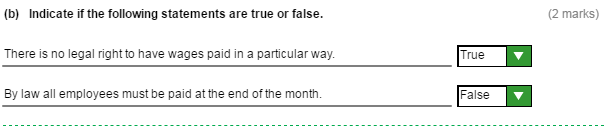 (b) Indicate if the following statements are true or false. (2 marks)
There is no legal right to have wages paid in a particular way. True
By law all employees must be paid at the end of the month. False